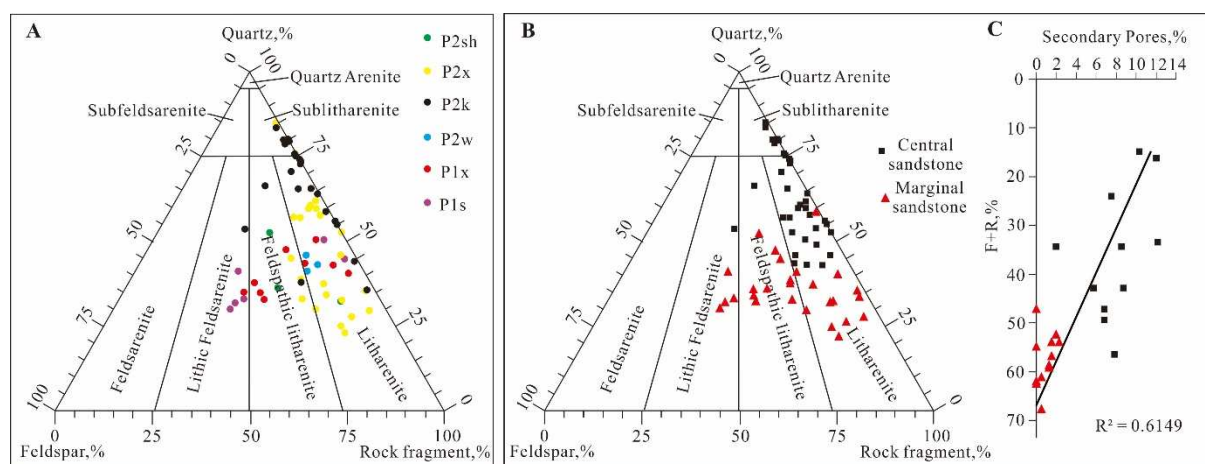 A
Quartz,%
0
100
Quartz Arenite
Subfeldsarenite
Sublitharenite
25
75
50
50
75
25
100
0
Feldsarenite
Lithic Feldsarenite
Feldspathic litharenite
Litharenite
0
25
50
75
100
Feldspar,%
Rock fragment,%
P2sh
P2x
P2k
P2w
P1x
P1s
B
Quartz,%
0
100
Quartz Arenite
Subfeldsarenite
Sublitharenite
25
75
50
50
75
25
100
0
Feldsarenite
Lithic Feldsarenite
Feldspathic litharenite
Litharenite
0
25
50
75
100
Feldspar,%
Rock fragment,%
Central
sandstone
Marginal
sandstone
C
Secondary Pores,%
0 2 4 6 8 10 12 14
0
10
20
30
40
50
60
70
F+R,%
R² = 0.6149